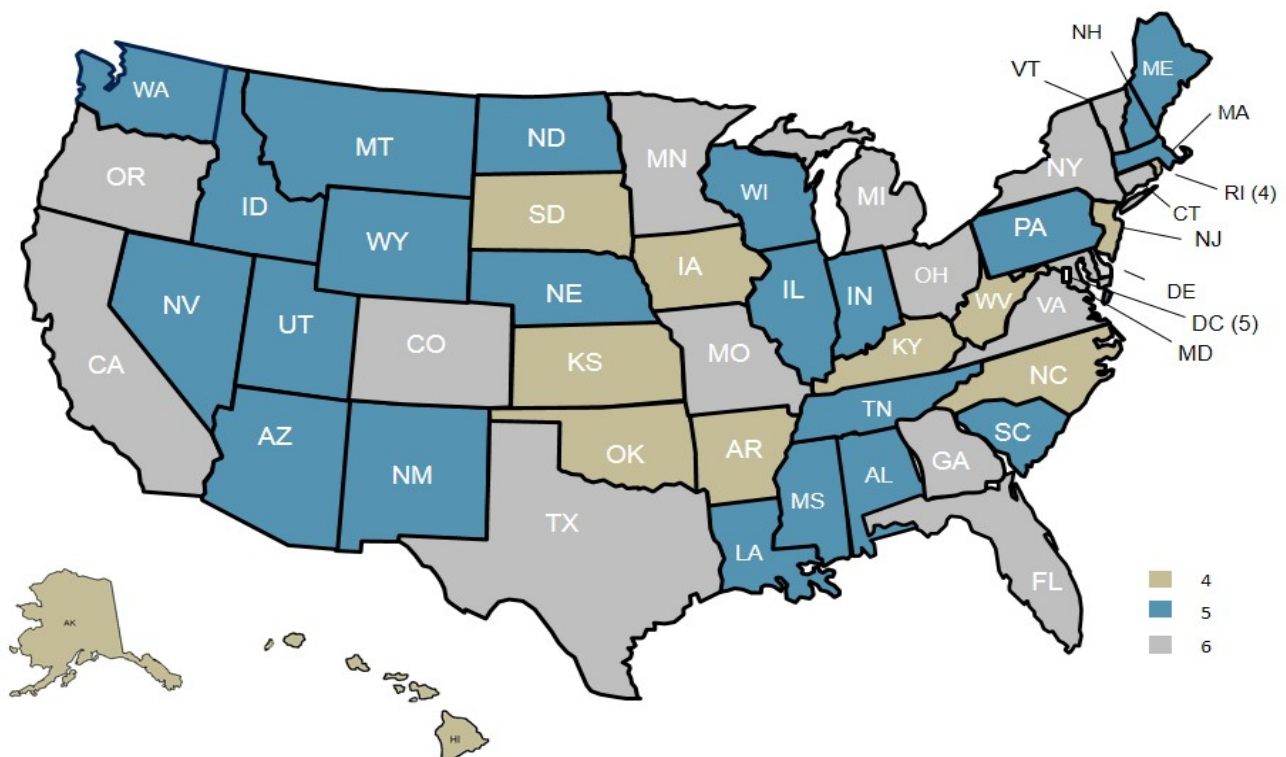 NH
VT
ME
WA
MA
MT
ND
MN
NY
OR
RI (4)
ID
WI
MI
CT
SD
WY
PA
NJ
IA
OH
NE
DE
NV
IL
IN
WV
VA
UT
DC (5)
CO
MO
KY
MD
CA
KS
NC
TN
AZ
SC
OK
AR
GA
NM
AL
MS
TX
LA
FL
4
5
6
AK
HI